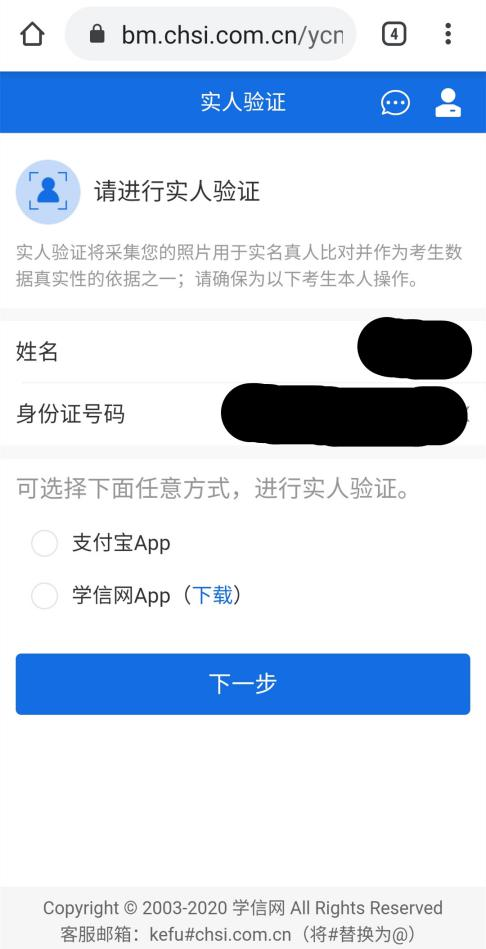 bm.chsi.com.cn/ycn
4
实人验证
请进行实人验证
实人验证将采集您的照片用于实名真人比对并作为考生数
据真实性的依据之一；请确保为以下考生本人操作。
姓名
身份证号码
可选择下面任意方式，进行实人验证。
支付宝App
学信网App（下载）
下一步
Copyright © 2003-2020 学信网 All Rights Reserved
客服邮箱：kefu#chsi.com.cn（将#替换为@）